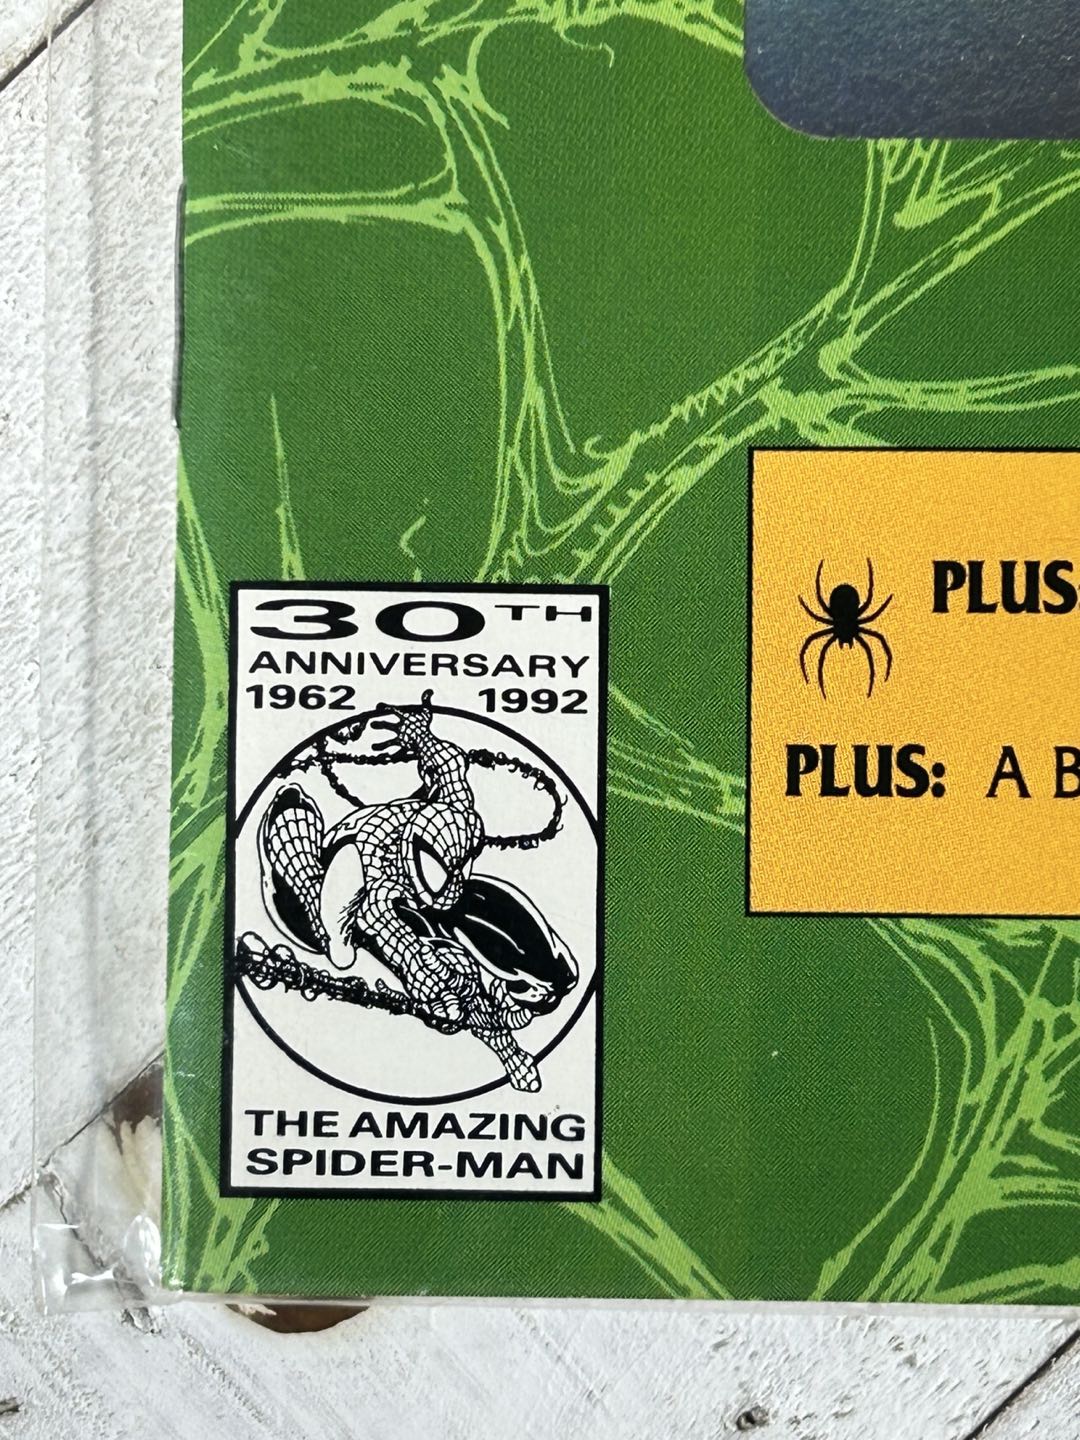 30TH
ANNIVERSARY
1962 1992
THE AMAZING
SPIDER-MAN
PLUS:
PLUS: A B